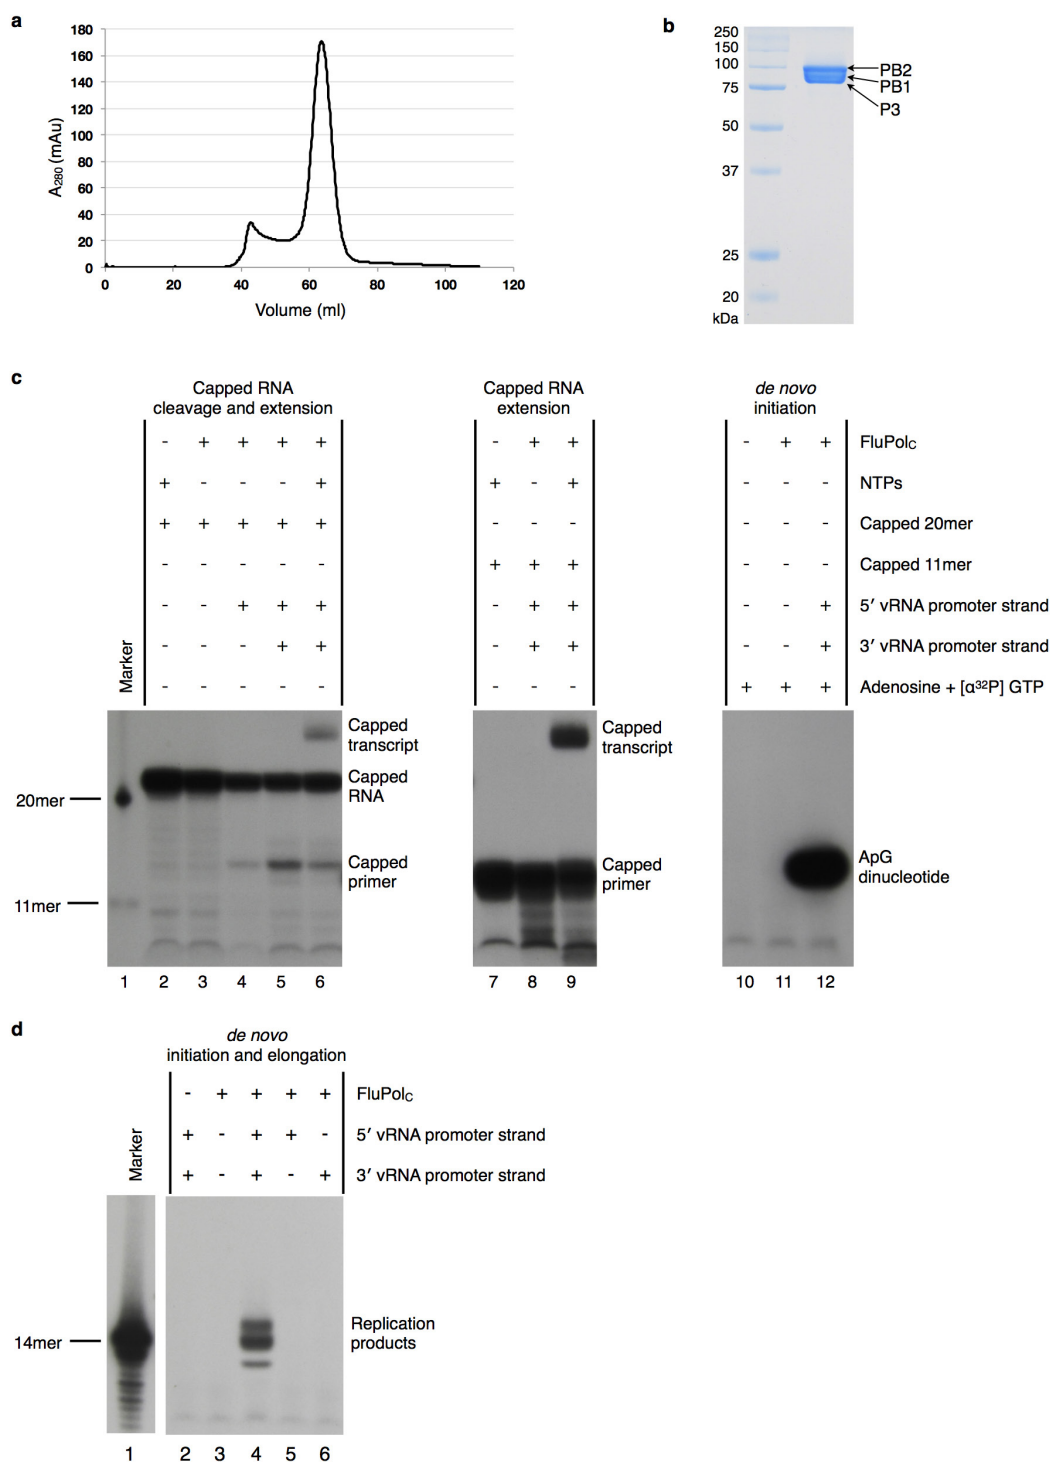 a
180
160
140
120
100
80
60
40
20
0
A280 (mAu)
0 20 40 60 80 100 120
Volume (ml)
b
250
150
100
75
50
37
25
20
kDa
PB2
PB1
P3
c
Capped RNA
cleavage and extension
Capped RNA
extension
de novo
initiation
- + + + + - + + - + + FluPolC
+ - - - + + - + - - - NTPs
+ + + + + - - - - - - Capped 20mer
- - - - - + + + - - - Capped 11mer
- - + + + - + + - - + 5′ vRNA promoter strand
- - - + + - + + - - + 3′ vRNA promoter strand
- - - - - - - - + + + Adenosine + [α32P] GTP
Marker
Capped
transcript
Capped
RNA
Capped
primer
20mer
11mer
Capped
transcript
Capped
primer
ApG
dinucleotide
1 2 3 4 5 6 7 8 9 10 11 12
d
de novo
initiation and elongation
- + + + + FluPolC
+ - + + - 5′ vRNA promoter strand
+ - + - + 3′ vRNA promoter strand
Marker
14mer
Replication
products
1 2 3 4 5 6